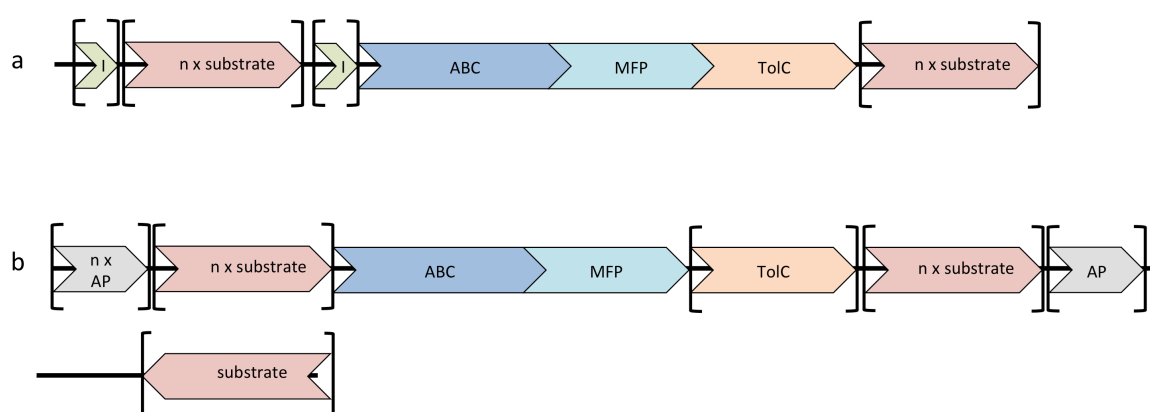 a
I
n x substrate
I
ABC
MFP
TolC
n x substrate
b
n x
AP
n x substrate
ABC
MFP
TolC
n x substrate
AP
substrate